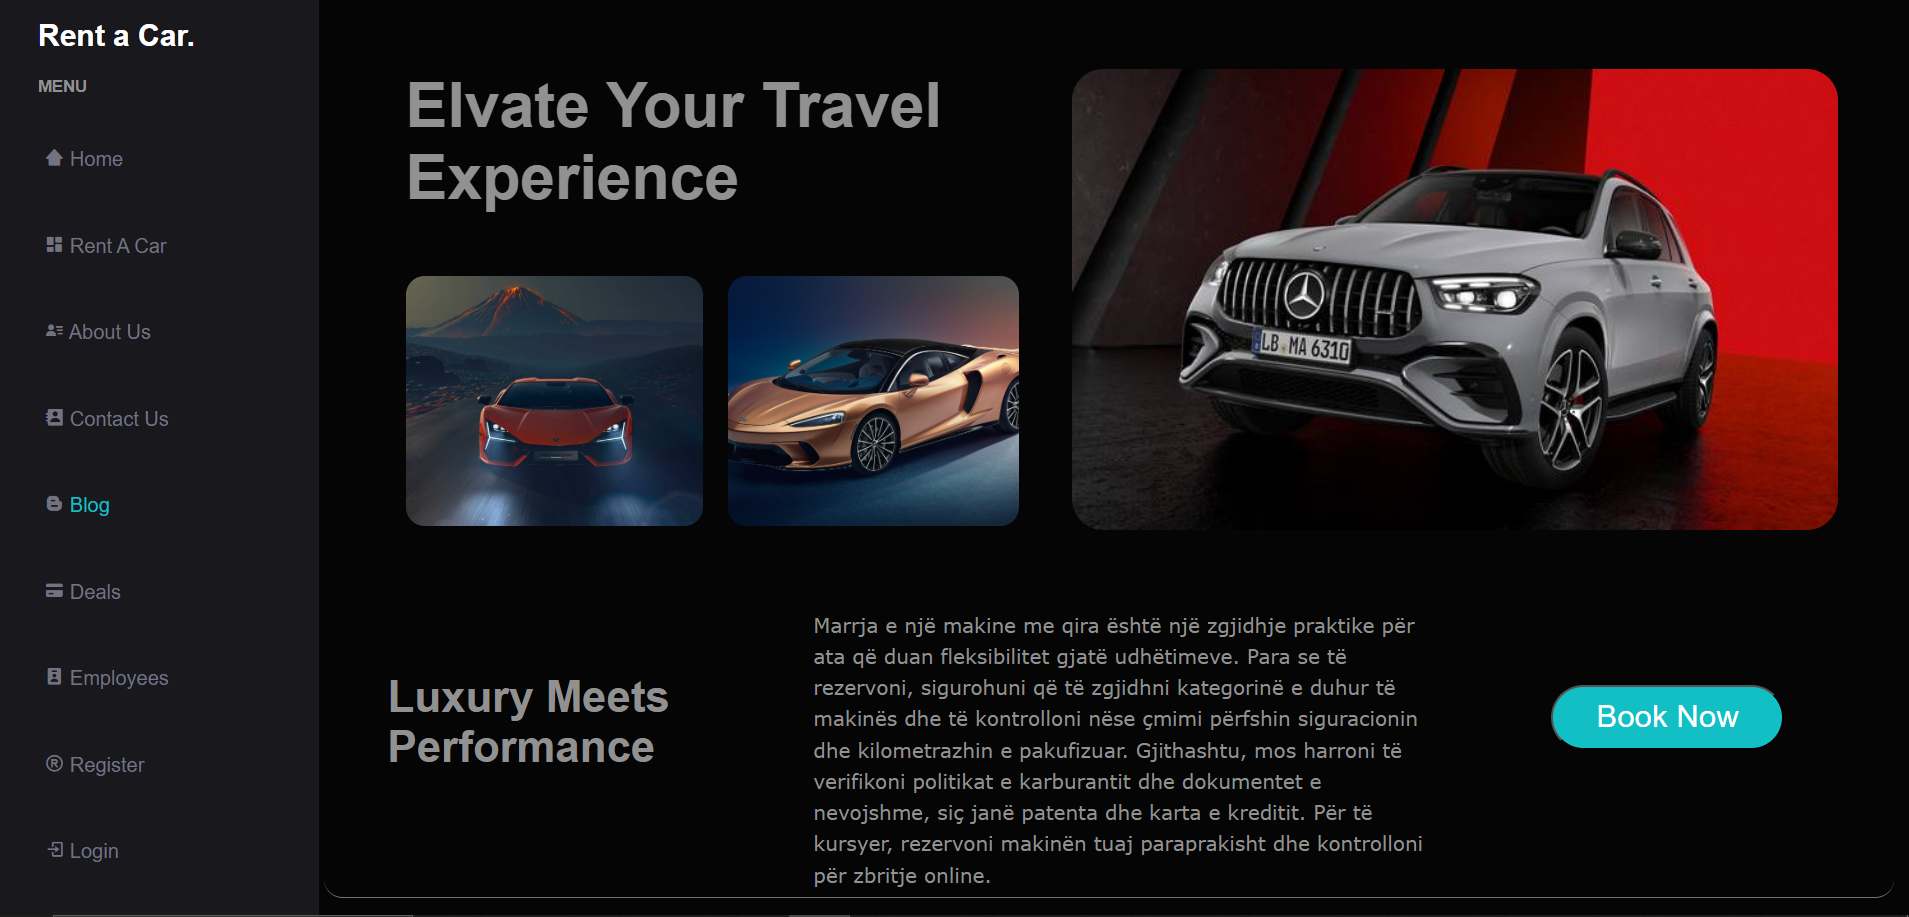 Rent a Car.
MENU
Home
Rent A Car
About Us
Contact Us
Blog
Deals
Employees
Register
Login
Elvate Your Travel
Experience
LB MA 6310
Luxury Meets
Performance
Marrja e një makine me qira është një zgjidhje praktike për
ata që duan fleksibilitet gjatë udhëtimeve. Para se të
rezervoni, sigurohuni që të zgjidhni kategorinë e duhur të
makinës dhe të kontrolloni nëse çmimi përfshin siguracionin
dhe kilometrazhin e pakufizuar. Gjithashtu, mos harroni të
verifikoni politikat e karburantit dhe dokumentet e
nevojshme, siç janë patenta dhe karta e kreditit. Për të
kursyer, rezervoni makinën tuaj paraprakisht dhe kontrolloni
për zbritje online.
Book Now